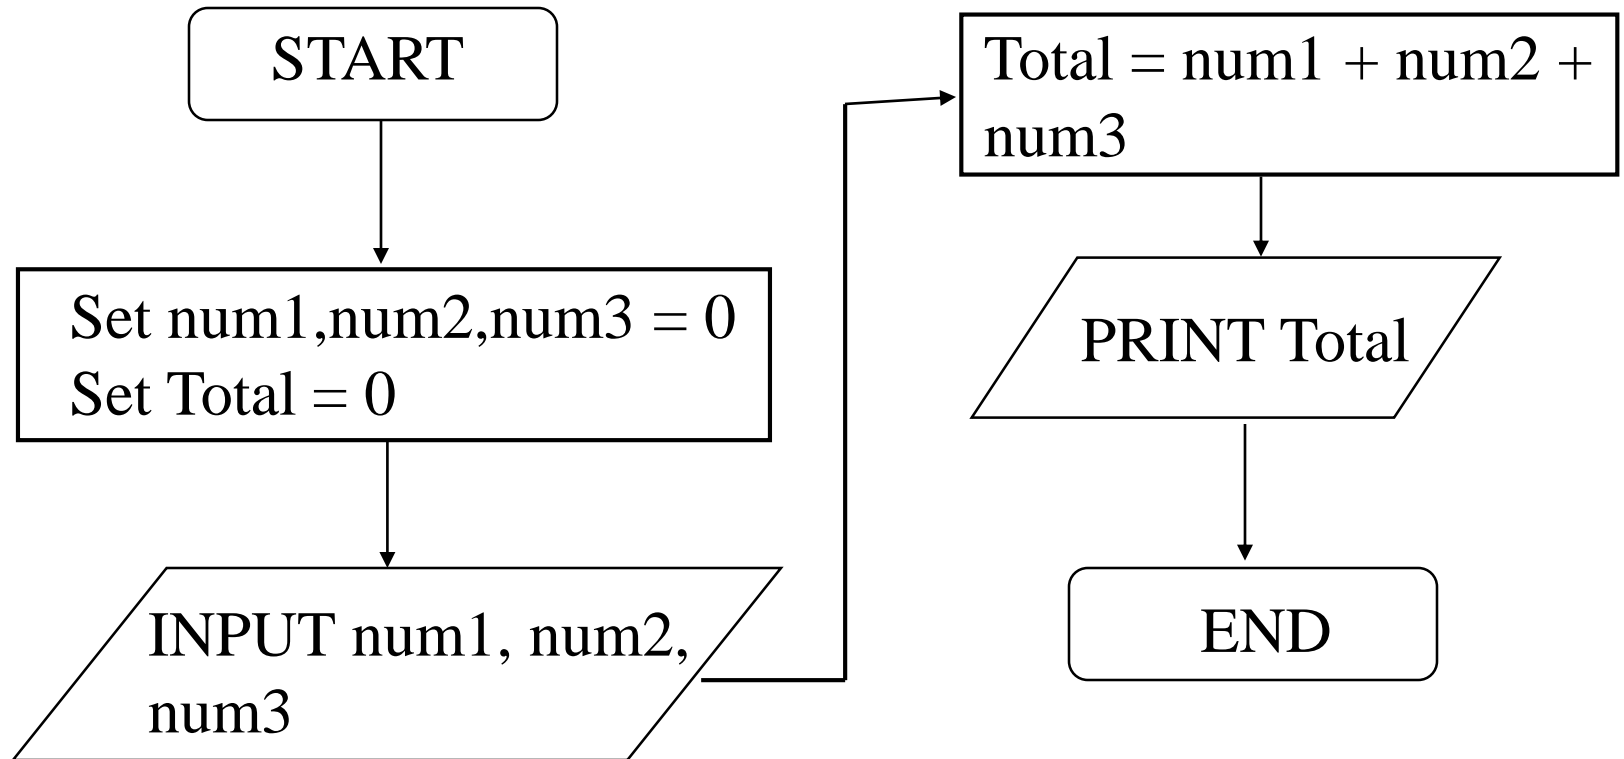 START
Set num1,num2,num3 = 0
Set Total = 0
INPUT num1, num2,
num3
Total = num1 + num2 +
num3
PRINT Total
END